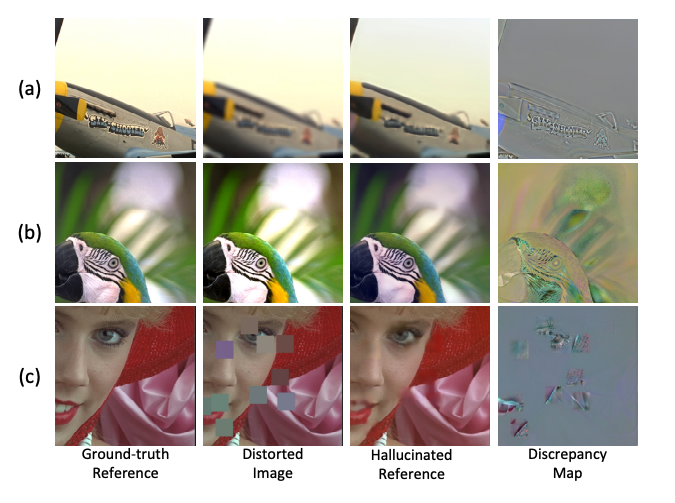 (a)
(b)
(c)
Ground-truth Distorted Hallucinated Discrepancy
Reference Image Reference Map